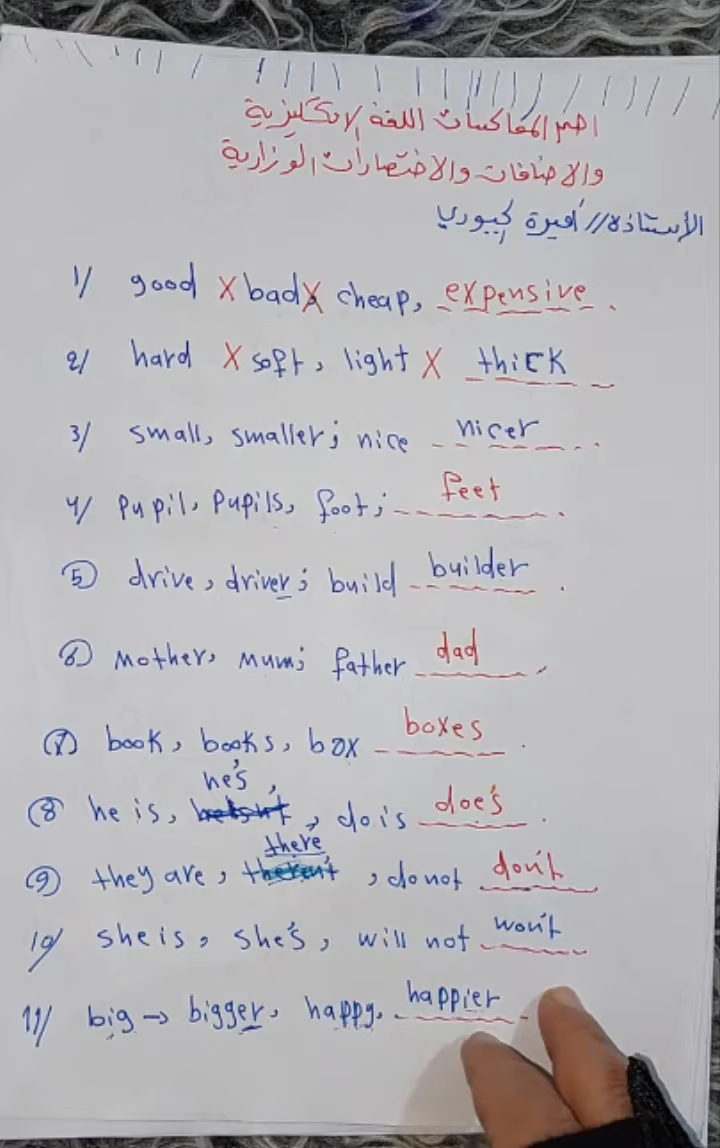 اهم المعاكسات اللغة الانكليزية
والاضافات والاختصارات الوزارية
الأستاذة// أميرة كيبوري
1/ good X bad X cheap, expensive .
2/ hard X soft, light X thick
3/ small, smaller; nice nicer .
4/ pupil, pupils, foot; feet .
5 drive, driver; build builder .
6 mother, mum; father dad
7 book, books, box boxes .
8 he is, he's, do is doe's .
9 they are, there', do not don't
10/ she is, she's, will not won't
11/ big → bigger, happy, happier